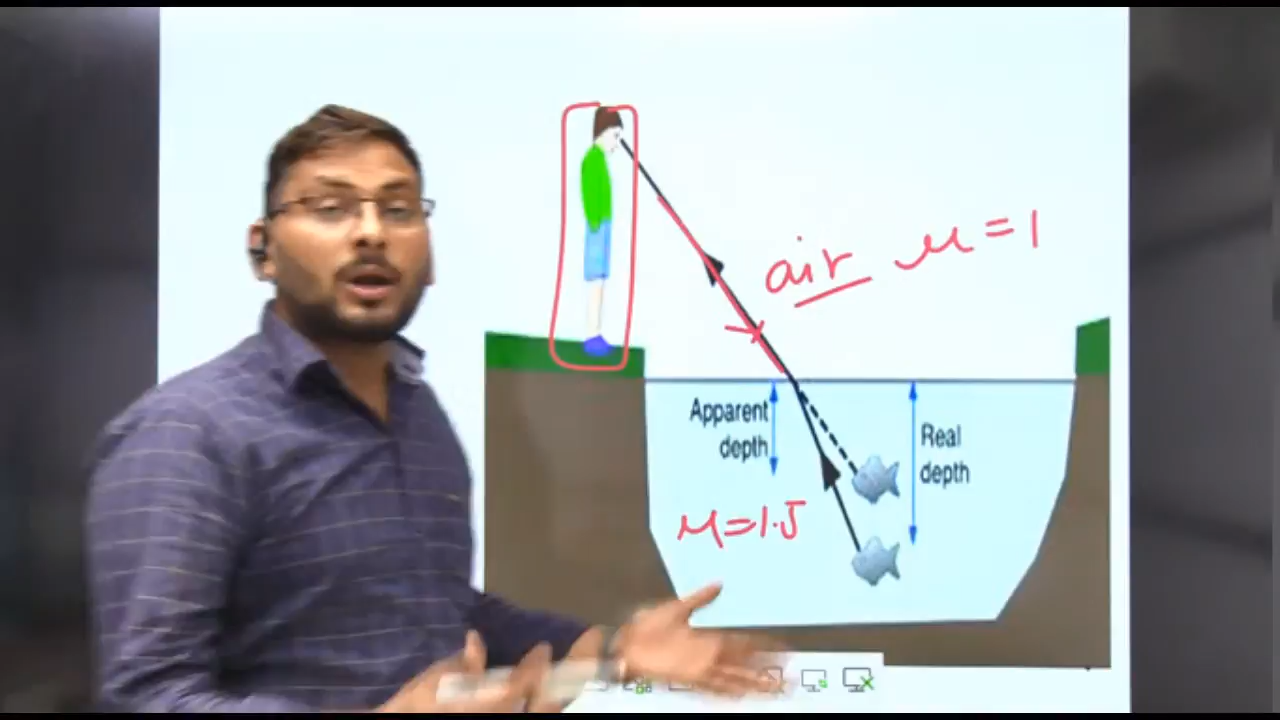 air μ=1
Apparent
depth
Real
depth
μ=1.5